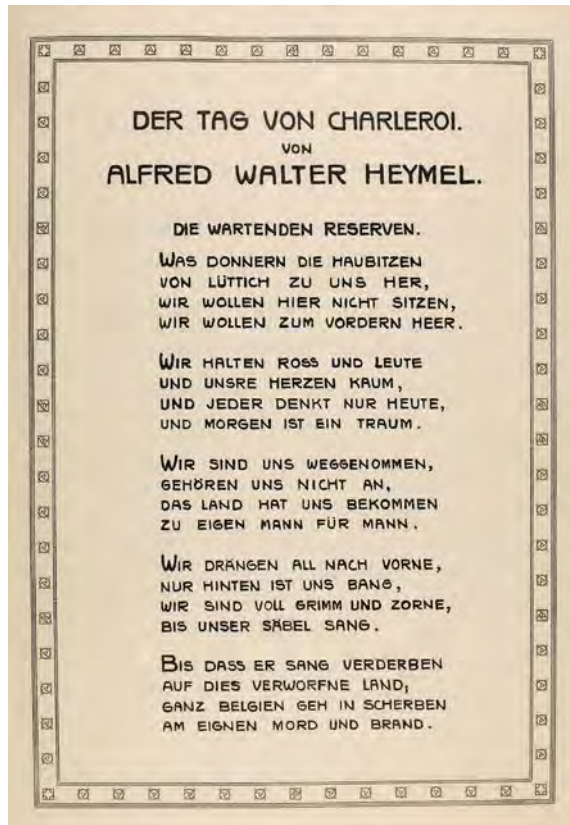 DER TAG VON CHARLEROI.
VON
ALFRED WALTER HEYMEL.
DIE WARTENDEN RESERVEN.
WAS DONNERN DIE HAUBITZEN
VON LÜTTICH ZU UNS HER,
WIR WOLLEN HIER NICHT SITZEN,
WIR WOLLEN ZUM VORDERN HEER.
WIR HALTEN ROSS UND LEUTE
UND UNSRE HERZEN KAUM,
UND JEDER DENKT NUR HEUTE,
UND MORGEN IST EIN TRAUM.
WIR SIND UNS WEGGENOMMEN,
GEHÖREN UNS NICHT AN,
DAS LAND HAT UNS BEKOMMEN
ZU EIGEN MANN FÜR MANN.
WIR DRÄNGEN ALL NACH VORNE,
NUR HINTEN IST UNS BANG,
WIR SIND VOLL GRIMM UND ZORNE,
BIS UNSER SÄBEL SANG.
BIS DASS ER SANG VERDERBEN
AUF DIES VERWORFNE LAND,
GANZ BELGIEN GEH IN SCHERBEN
AM EIGNEN MORD UND BRAND.